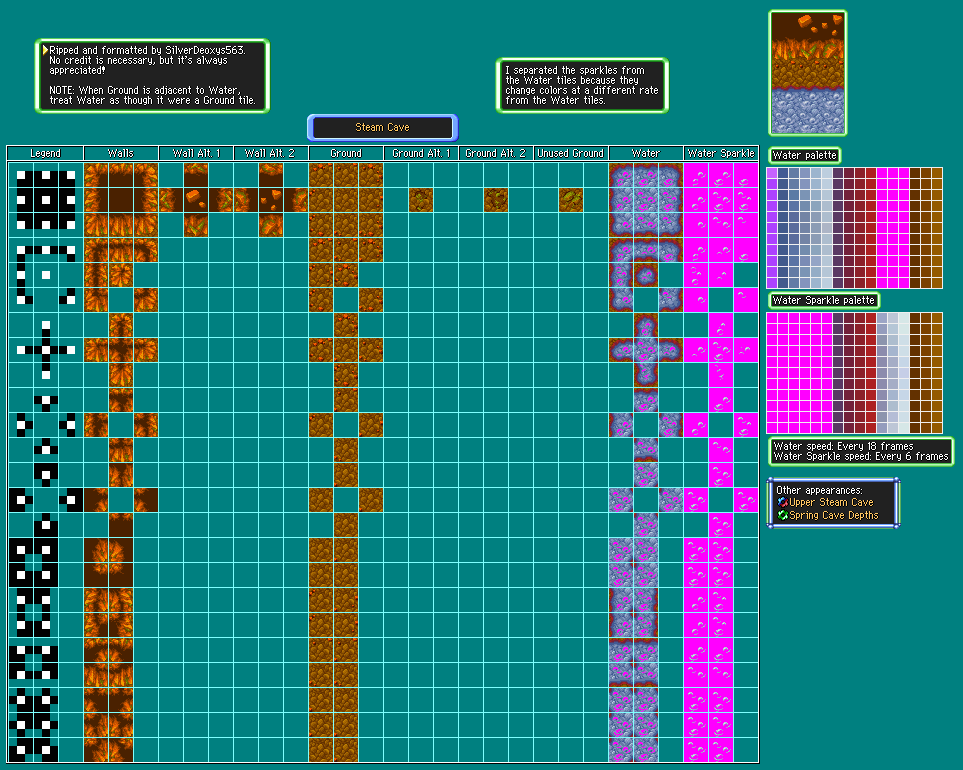 Ripped and formatted by SilverDeoxys563.
No credit is necessary, but it's always
appreciated!
NOTE: When Ground is adjacent to Water,
treat Water as though it were a Ground tile.
I separated the sparkles from
the Water tiles because they
change colors at a different rate
from the Water tiles.
Steam Cave
Legend Walls Wall Alt. 1 Wall Alt. 2 Ground Ground Alt. 1 Ground Alt. 2 Unused Ground Water Water Sparkle
Water palette
Water Sparkle palette
Water speed: Every 18 frames
Water Sparkle speed: Every 6 frames
Other appearances:
Upper Steam Cave
Spring Cave Depths